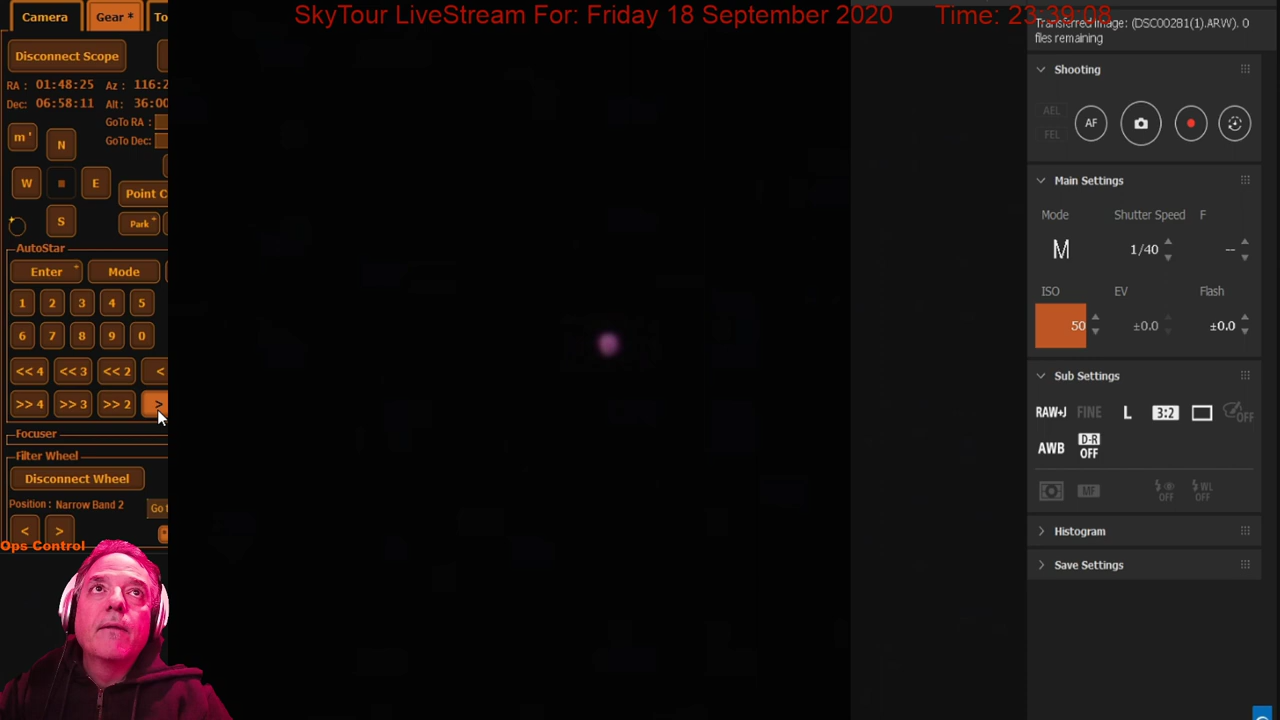 SkyTour LiveStream For: Friday 18 September 2020 Time: 23:39:08
Camera Gear * To
Disconnect Scope
RA : 01:48:25 Az : 116:2
Dec: 06:58:11 Alt: 36:00
GoTo RA :
GoTo Dec:
m '
N
W
E
S
Point C
Park +
AutoStar
Enter + Mode
1 2 3 4 5
6 7 8 9 0
<< 4 << 3 << 2 <
>> 4 >> 3 >> 2 >
Focuser
Filter Wheel
Disconnect Wheel
Position : Narrow Band 2 Go t
< >
Ops Control
Transferred image: (DSC00281(1).ARW). 0
files remaining
Shooting
AEL
FEL
AF
Main Settings
Mode Shutter Speed F
M 1/40 --
ISO EV Flash
50 ±0.0 ±0.0
Sub Settings
RAW+J FINE L 3:2 OFF
AWB D-R
OFF
MF OFF WL
OFF
Histogram
Save Settings